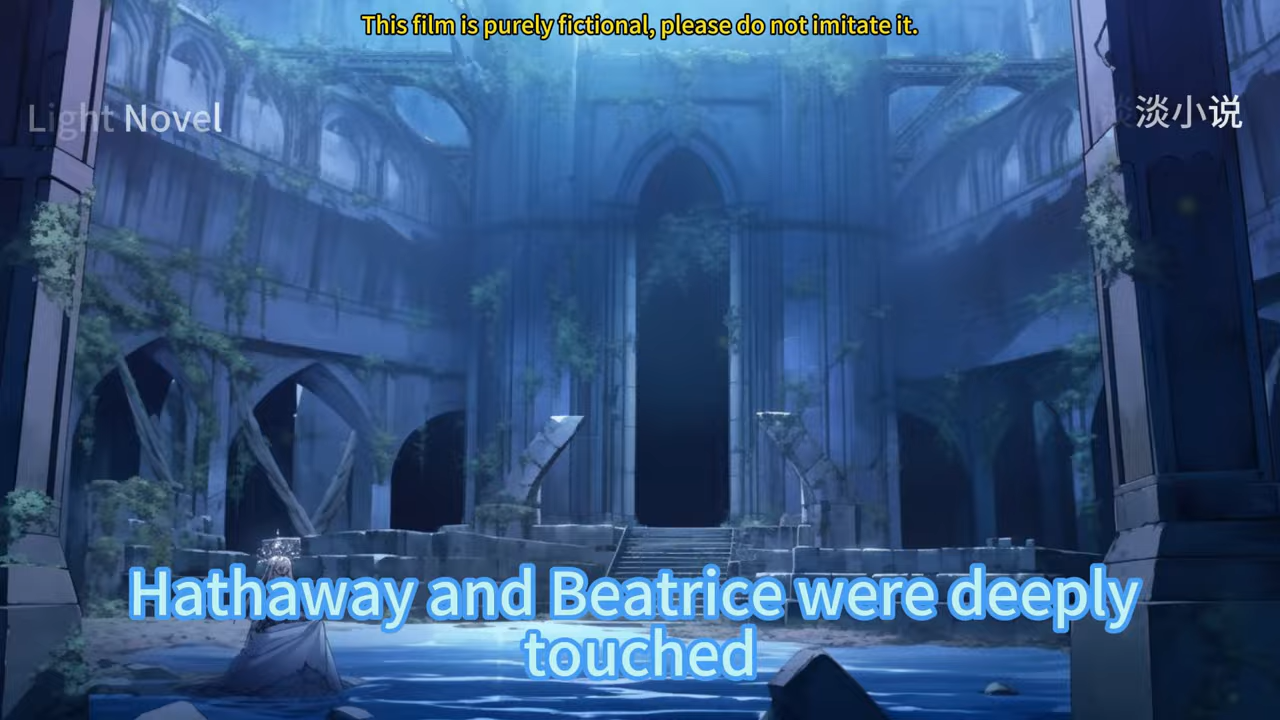 This film is purely fictional, please do not imitate it.
Light Novel
淡淡小说
Hathaway and Beatrice were deeply
touched